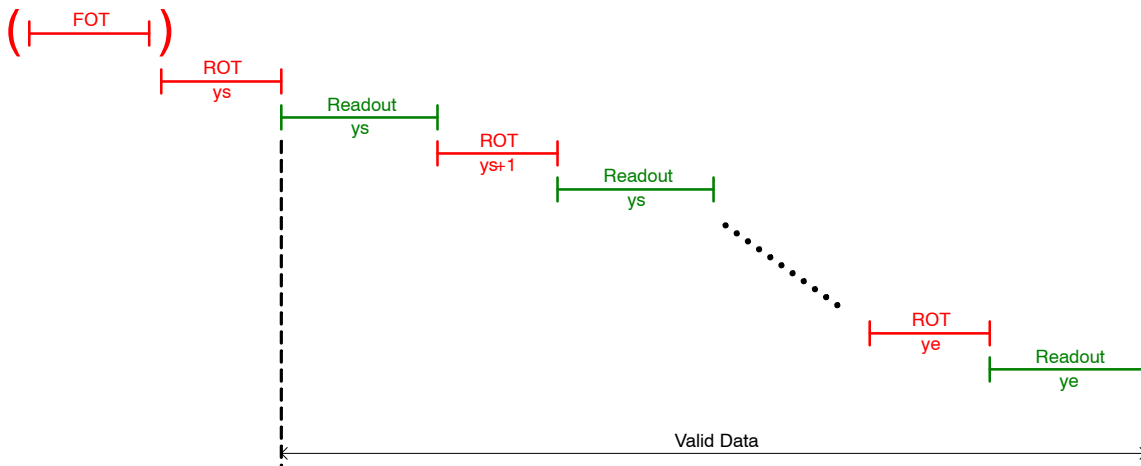 ( FOT )
ROT
ys
Readout
ys
ROT
ys+1
Readout
ys
ROT
ye
Readout
ye
Valid Data